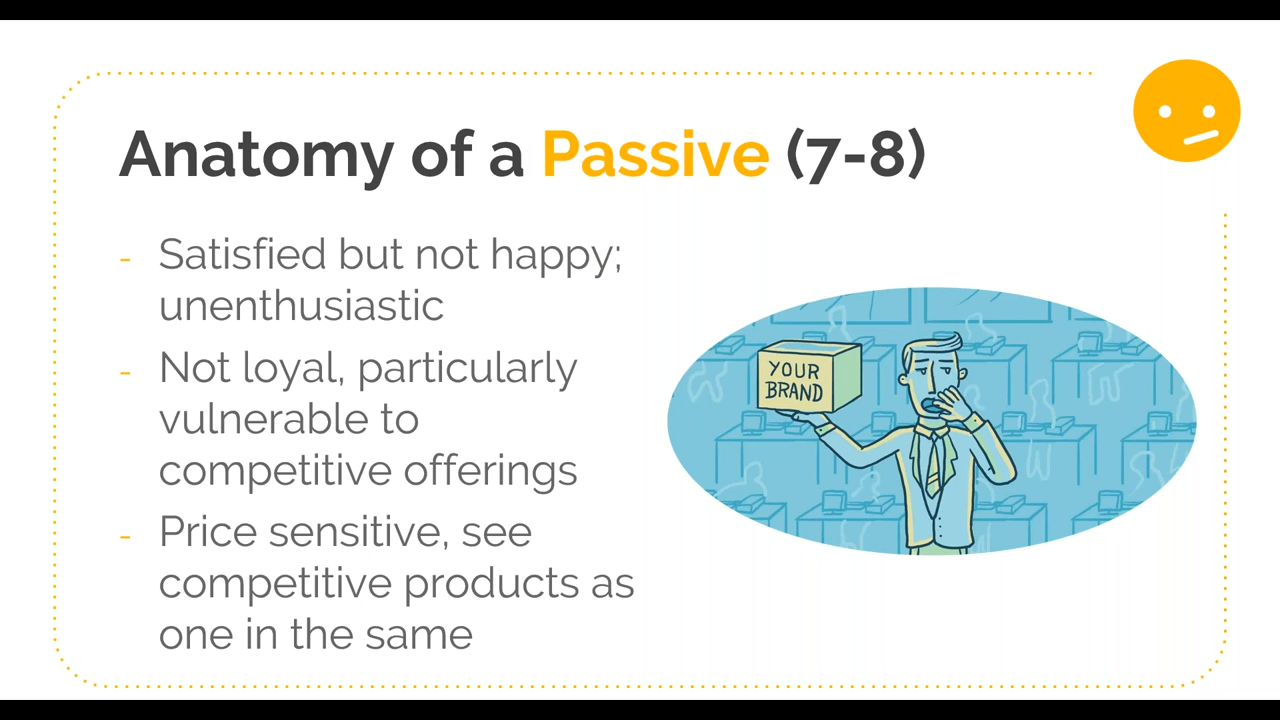 Anatomy of a Passive (7-8)
- Satisfied but not happy;
unenthusiastic
- Not loyal, particularly
vulnerable to
competitive offerings
- Price sensitive, see
competitive products as
one in the same
YOUR
BRAND